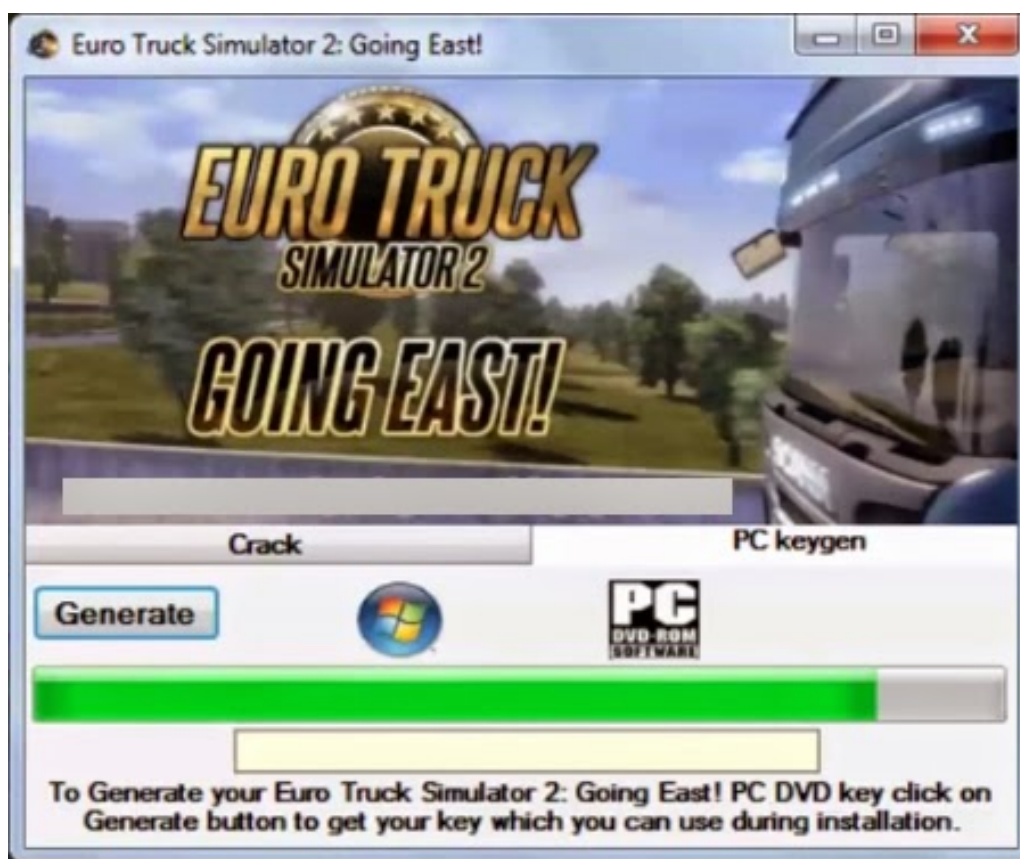 Euro Truck Simulator 2: Going East!
EURO TRUCK
SIMULATOR 2
GOING EAST!
SCANIA
Crack
PC keygen
Generate
PC
DVD-ROM
SOFTWARE
To Generate your Euro Truck Simulator 2: Going East! PC DVD key click on
Generate button to get your key which you can use during installation.